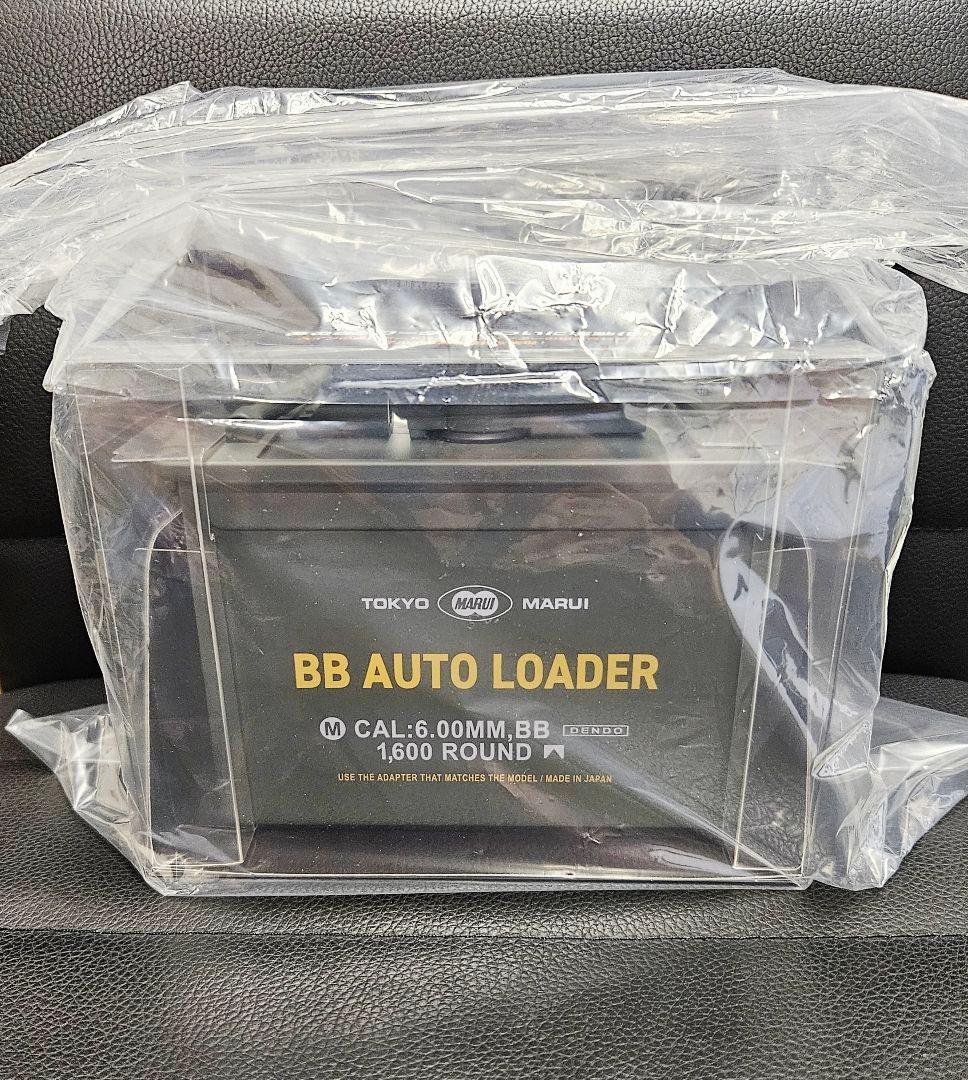 TOKYO MARUI MARUI
BB AUTO LOADER
M CAL:6.00MM,BB DENDO
1,600 ROUND
USE THE ADAPTER THAT MATCHES THE MODEL / MADE IN JAPAN